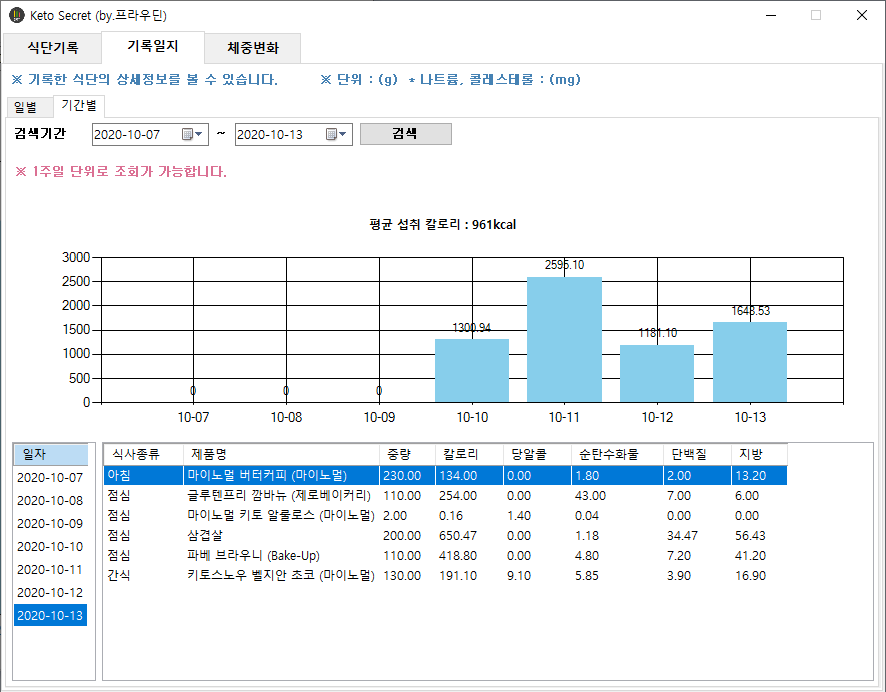 Keto Secret (by.프라우딘)
식단기록 기록일지 체중변화
※ 기록한 식단의 상세정보를 볼 수 있습니다. ※ 단위 : (g) * 나트륨, 콜레스테롤 : (mg)
일별 기간별
검색기간 2020-10-07 ~ 2020-10-13 검색
※ 1주일 단위로 조회가 가능합니다.
평균 섭취 칼로리 : 961kcal
3000
2500
2000
1500
1000
500
0
0 0 0 1300.94 2595.10 1181.10 1648.53
10-07 10-08 10-09 10-10 10-11 10-12 10-13
일자
2020-10-07
2020-10-08
2020-10-09
2020-10-10
2020-10-11
2020-10-12
2020-10-13
식사종류 제품명 중량 칼로리 당알콜 순탄수화물 단백질 지방
아침 마이노멀 버터커피 (마이노멀) 230.00 134.00 0.00 1.80 2.00 13.20
점심 글루텐프리 깜바뉴 (제로베이커리) 110.00 254.00 0.00 43.00 7.00 6.00
점심 마이노멀 키토 알룰로스 (마이노멀) 2.00 0.16 1.40 0.04 0.00 0.00
점심 삼겹살 200.00 650.47 0.00 1.18 34.47 56.43
점심 파베 브라우니 (Bake-Up) 110.00 418.80 0.00 4.80 7.20 41.20
간식 키토스노우 벨지안 초코 (마이노멀) 130.00 191.10 9.10 5.85 3.90 16.90